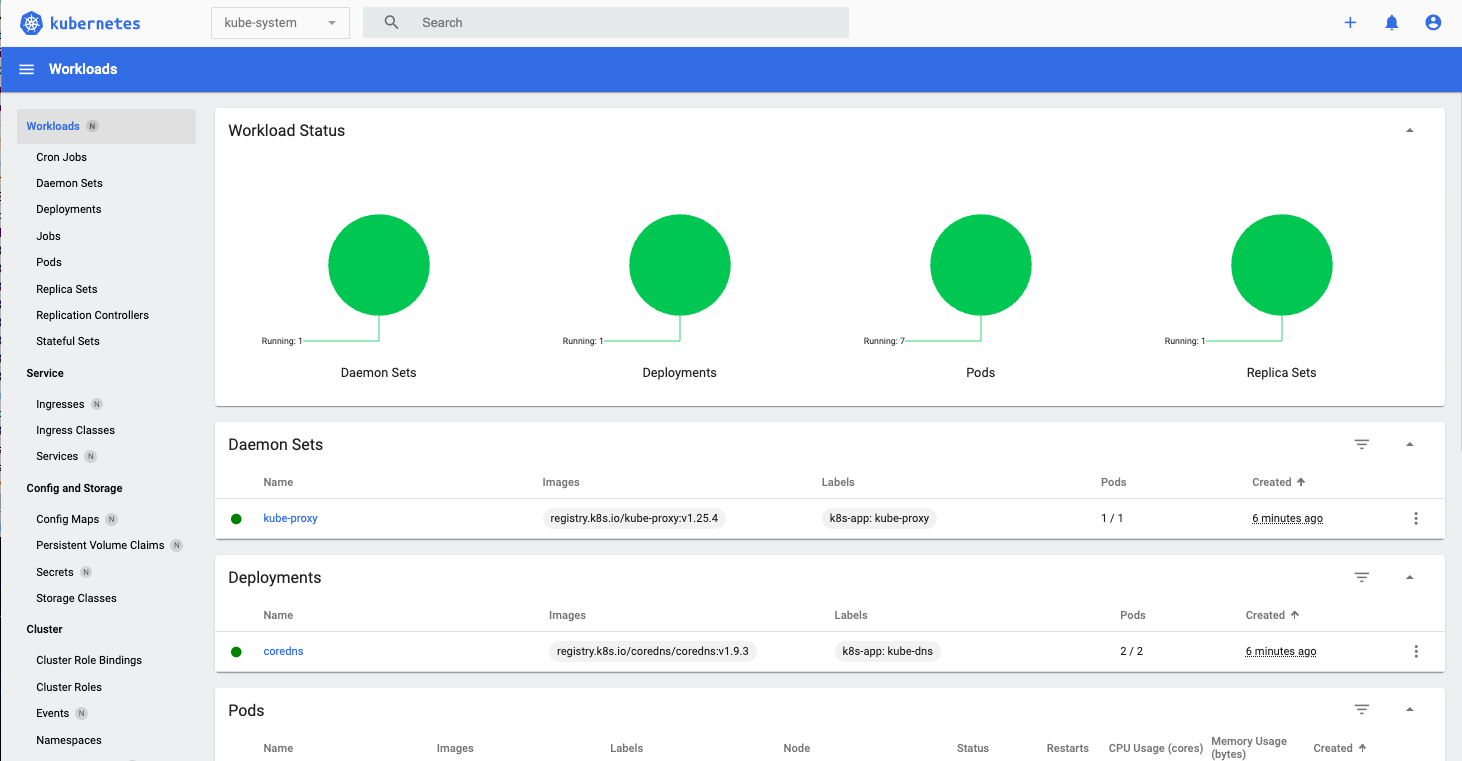 kubernetes
kube-system
Search
Workloads
Workloads N
Cron Jobs
Daemon Sets
Deployments
Jobs
Pods
Replica Sets
Replication Controllers
Stateful Sets
Service
Ingresses N
Ingress Classes
Services N
Config and Storage
Config Maps N
Persistent Volume Claims N
Secrets N
Storage Classes
Cluster
Cluster Role Bindings
Cluster Roles
Events N
Namespaces
Workload Status
Running: 1
Running: 1
Running: 7
Running: 1
Daemon Sets
Deployments
Pods
Replica Sets
Daemon Sets
Name Images Labels Pods Created
kube-proxy registry.k8s.io/kube-proxy:v1.25.4 k8s-app: kube-proxy 1 / 1 6 minutes ago
Deployments
Name Images Labels Pods Created
coredns registry.k8s.io/coredns/coredns:v1.9.3 k8s-app: kube-dns 2 / 2 6 minutes ago
Pods
Name Images Labels Node Status Restarts CPU Usage (cores) Memory Usage (bytes) Created